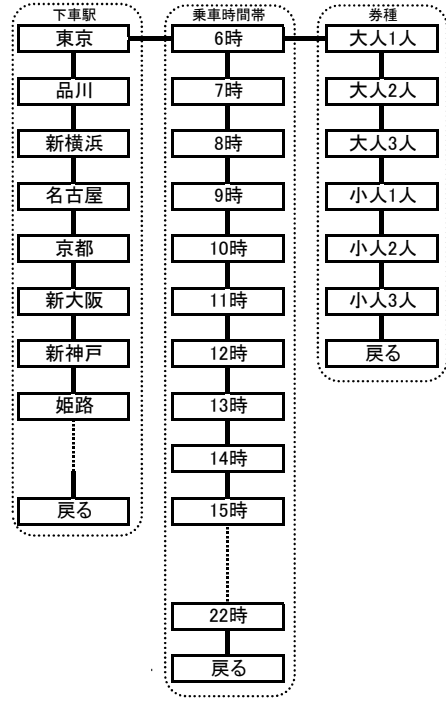 下車駅
東京
品川
新横浜
名古屋
京都
新大阪
新神戸
姫路
戻る
乗車時間帯
6時
7時
8時
9時
10時
11時
12時
13時
14時
15時
22時
戻る
券種
大人1人
大人2人
大人3人
小人1人
小人2人
小人3人
戻る